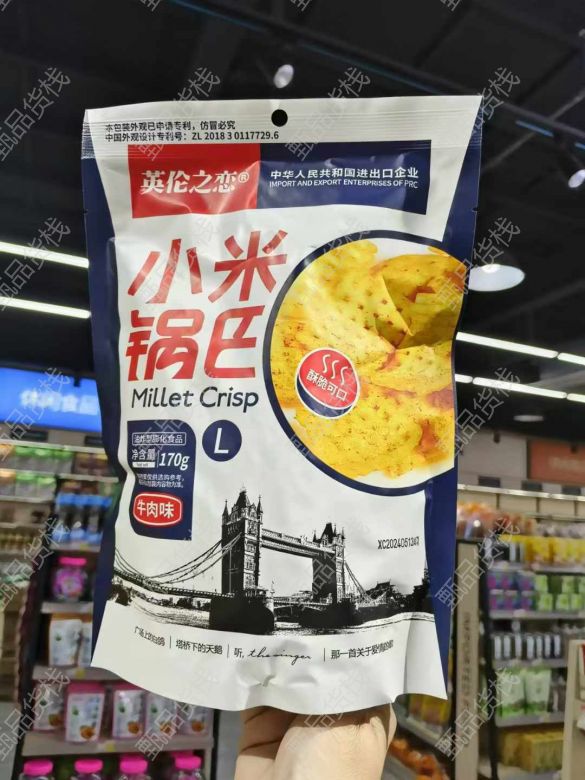 本包装外观已申请专利，仿冒必究
中国外观设计专利号：ZL 2018 3 0117729.6
英伦之恋®
中华人民共和国进出口企业
IMPORT AND EXPORT ENTERPRISES OF PRC
小米
锅巴
Millet Crisp
酥脆可口
L
油炸型膨化食品
净含量 170g
牛肉味
广场上的白鸽 | 塔桥下的天鹅 | 听, the singer | 那一首关于爱情的
休闲食品
甄品货栈